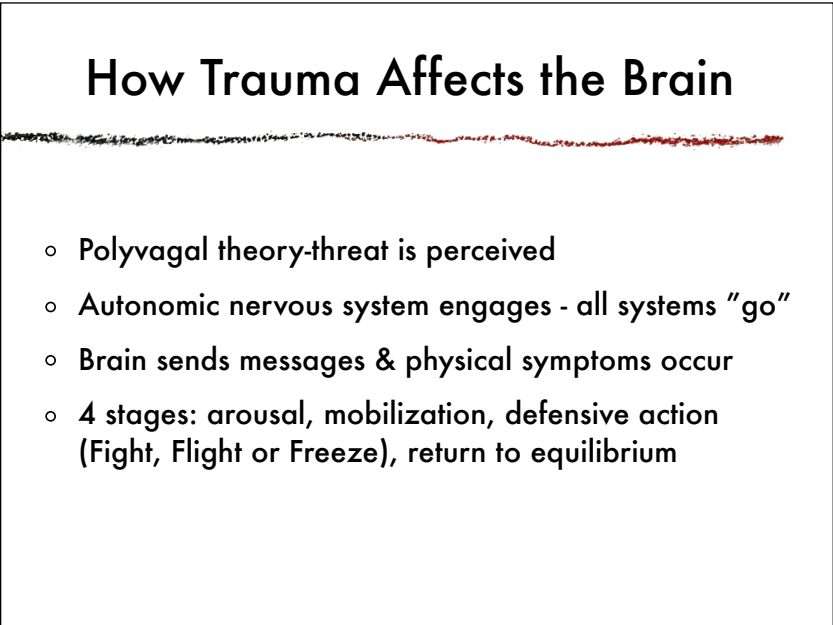 How Trauma Affects the Brain
◦ Polyvagal theory-threat is perceived
◦ Autonomic nervous system engages - all systems ”go”
◦ Brain sends messages & physical symptoms occur
◦ 4 stages: arousal, mobilization, defensive action
(Fight, Flight or Freeze), return to equilibrium